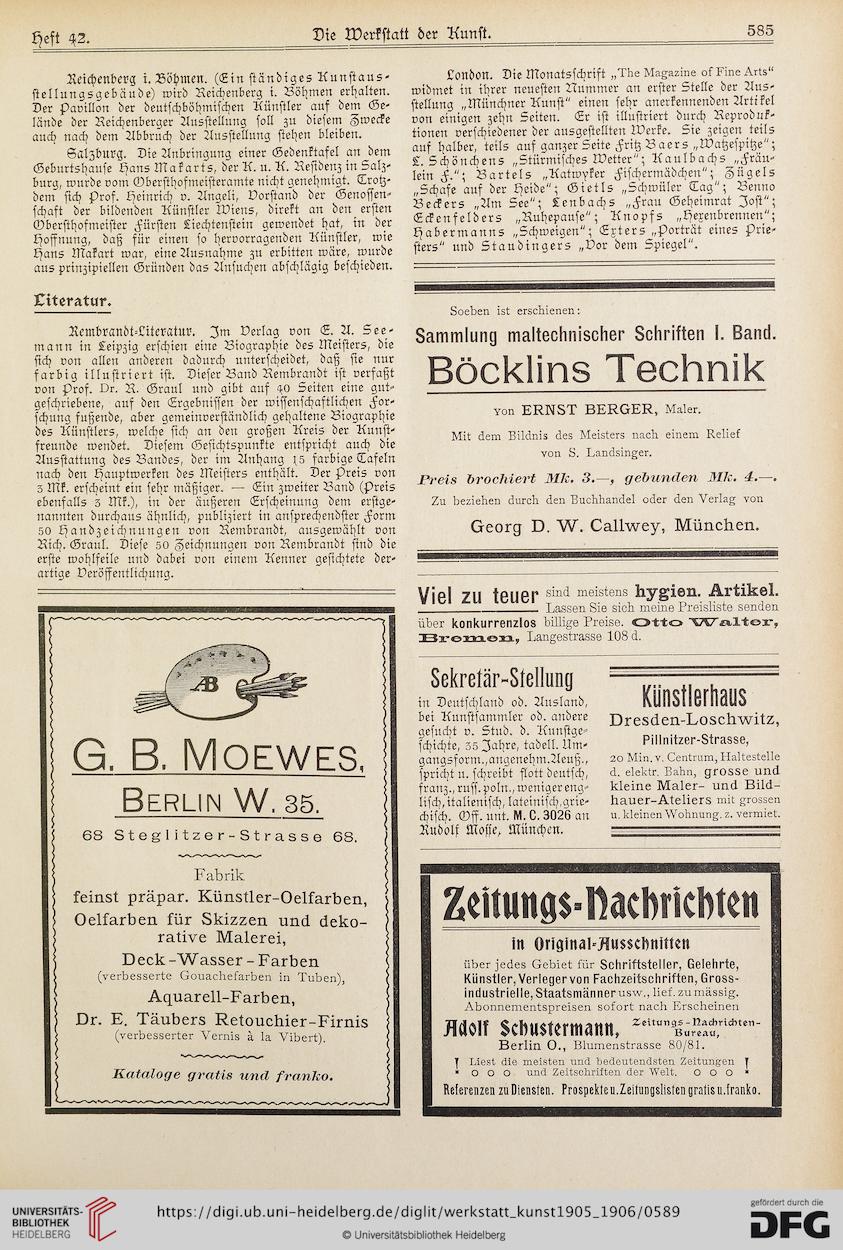 Heft 42.
Die Werkstatt der Kunst.
585
Reichenberg i. Böhmen. (Ein ständiges Kunstaus-
stellungsgebäude) wird Reichenberg i. Böhmen erhalten.
Der Pavillon der deutschböhmischen Künstler auf dem Ge-
lände der Reichenberger Ausstellung soll zu diesem Zwecke
auch nach dem Abbruch der Ausstellung stehen bleiben.
Salzburg. Die Anbringung einer Gedenktafel an dem
Geburtshause Hans Makarts, der K. u. K. Residenz in Salz-
burg, wurde vom Obersthofmeisteramte nicht genehmigt. Trotz-
dem sich Prof. Heinrich v. Angeli, Vorstand der Genossen-
schaft der bildenden Künstler Wiens, direkt an den ersten
Obersthofmeister Fürsten Liechtenstein gewendet hat, in der
Hoffnung, daß für einen so hervorragenden Künstler, wie
Hans Makart war, eine Ausnahme zu erbitten wäre, wurde
aus prinzipiellen Gründen das Ansuchen abschlägig beschieden.
Literatur.
Rembrandt-Literatur. Im Verlag von E. A. See-
mann in Leipzig erschien eine Biographie des Meisters, die
sich von allen anderen dadurch unterscheidet, daß sie nur
farbig illustriert ist. Dieser Band Rembrandt ist verfaßt
von Prof. Dr. R. Graul und gibt auf 40 Seiten eine gut-
geschriebene, auf den Ergebnissen der wissenschaftlichen For-
schung fußende, aber gemeinverständlich gehaltene Biographie
des Künstlers, welche sich an den großen Kreis der Kunst-
freunde wendet. Diesem Gesichtspunkte entspricht auch die
Ausstattung des Bandes, der im Anhang 15 farbige Tafeln
nach den Hauptwerken des Meisters enthält. Der Preis von
3 Mk. erscheint ein sehr mäßiger. — Ein zweiter Band (Preis
ebenfalls 3 Mk.), in der äußeren Erscheinung dem erstge-
nannten durchaus ähnlich, publiziert in ansprechendster Form
50 Handzeichnungen von Rembrandt, ausgewählt von
Rich. Graul. Diese 50 Zeichnungen von Rembrandt sind die
erste wohlfeile und dabei von einem Kenner gesichtete der-
artige Veröffentlichung.
AB
G. B. MOEWES,
BERLIN W. 35.
68 Steglitzer-Strasse 68.
Fabrik
feinst präpar. Künstler-Oelfarben,
Oelfarben für Skizzen und deko-
rative Malerei,
Deck-Wasser-Farben
(verbesserte Gouachefarben in Tuben),
Aquarell-Farben,
Dr. E. Täubers Retouchier-Firnis
(verbesserter Vernis à la Vibert).
Kataloge gratis und franko.
London. Die Monatsschrift „The Magazine of Fine Arts“
widmet in ihrer neuesten Nummer an erster Stelle der Aus-
stellung „Münchner Kunst“ einen sehr anerkennenden Artikel
von einigen zehn Seiten. Er ist illustriert durch Reproduk-
tionen verschiedener der ausgestellten Werke. Sie zeigen teils
auf halber, teils auf ganzer Seite Fritz Baers „Watzespitze“;
L. Schönchens „Stürmisches Wetter“; Kaulbachs „Fräu-
lein F.“; Bartels „Katwyker Fischermädchen“; Zügels
„Schafe auf der Heide“; Gietls „Schwüler Tag“; Benno
Beckers „Am See“; Lenbachs „Frau Geheimrat Jost“;
Eckenfelders „Ruhepause“; Knopfs „Hexenbrennen“;
Habermanns „Schweigen“; Exters „Porträt eines Prie-
sters“ und Staudingers „Vor dem Spiegel“.
Soeben ist erschienen:
Sammlung maltechnischer Schriften I. Band.
Böcklins Technik
von ERNST BERGER, Maler.
Mit dem Bildnis des Meisters nach einem Relief
von S. Landsinger.
Preis brochiert Mk. 3.—, gebunden Mk. 4.—.
Zu beziehen durch den Buchhandel oder den Verlag von
Georg D. W. Callwey, München.
Viel zu teuer sind meistens hygien. Artikel.
Lassen Sie sich meine Preisliste senden
über konkurrenzlos billige Preise. Otto Walter,
Bremen, Langestrasse 108 d.
Sekretär-Stellung
in Deutschland od. Ausland,
bei Kunstsammler od. andere
gesucht v. Stud. d. Kunstge-
schichte, 35 Jahre, tadell. Um-
gangsform., angenehm. Aeuß.,
spricht u. schreibt flott deutsch,
franz., russ. poln., weniger eng-
lisch, italienisch, lateinisch, grie-
chisch. Off. unt. M. C. 3026 an
Rudolf Mosse, München.
Künstlerhaus
Dresden-Loschwitz,
Pillnitzer-Strasse,
20 Min. v. Centrum, Haltestelle
d. elektr. Bahn, grosse und
kleine Maler- und Bild-
hauer-Ateliers mit grossen
u. kleinen Wohnung. z. vermiet.
Zeitungs-Nachrichten
in Original-Ausschnitten
über jedes Gebiet für Schriftsteller, Gelehrte,
Künstler, Verleger von Fachzeitschriften, Gross-
industrielle, Staatsmänner usw., lief. zu mässig.
Abonnementspreisen sofort nach Erscheinen
Adolf Schustermann, Zeitungs-Nachrichten-
Bureau,
Berlin O., Blumenstrasse 80/81.
Liest die meisten und bedeutendsten Zeitungen
und Zeitschriften der Welt.
Referenzen zu Diensten. Prospekte u. Zeitungslisten gratis u. franko.
UNIVERSITÄTS-
BIBLIOTHEK
HEIDELBERG
https://digi.ub.uni-heidelberg.de/diglit/werkstatt_kunst1905_1906/0589
© Universitätsbibliothek Heidelberg
gefördert durch die
DFG